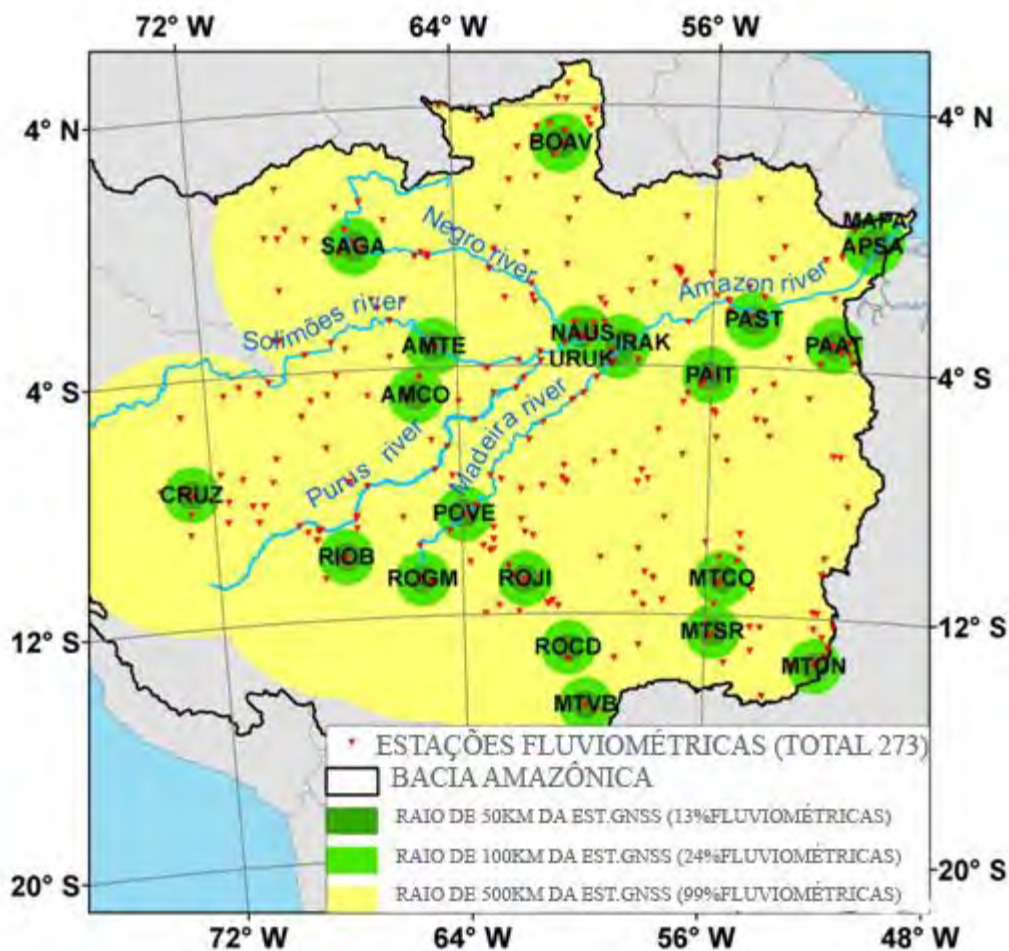 72° W 64° W 56° W
4° N 4° N
BOAV
MAPA
APSA
SAGA
Negro river
Amazon river
Solimões river
PAST
NAUS
IRAK
AMTE
URUK
PAAT
PAIT
4° S 4° S
AMCO
Madeira river
Purus river
CRUZ
POVE
RIOB
ROGM
ROJI
MTCO
12° S 12° S
MTSR
ROCD
MTON
MTVB
ESTAÇÕES FLUVIOMÉTRICAS (TOTAL 273)
BACIA AMAZÔNICA
RAIO DE 50KM DA EST.GNSS (13%FLUVIOMÉTRICAS)
RAIO DE 100KM DA EST.GNSS (24%FLUVIOMÉTRICAS)
RAIO DE 500KM DA EST.GNSS (99%FLUVIOMÉTRICAS)
20° S 20° S
72° W 64° W 56° W 48° W